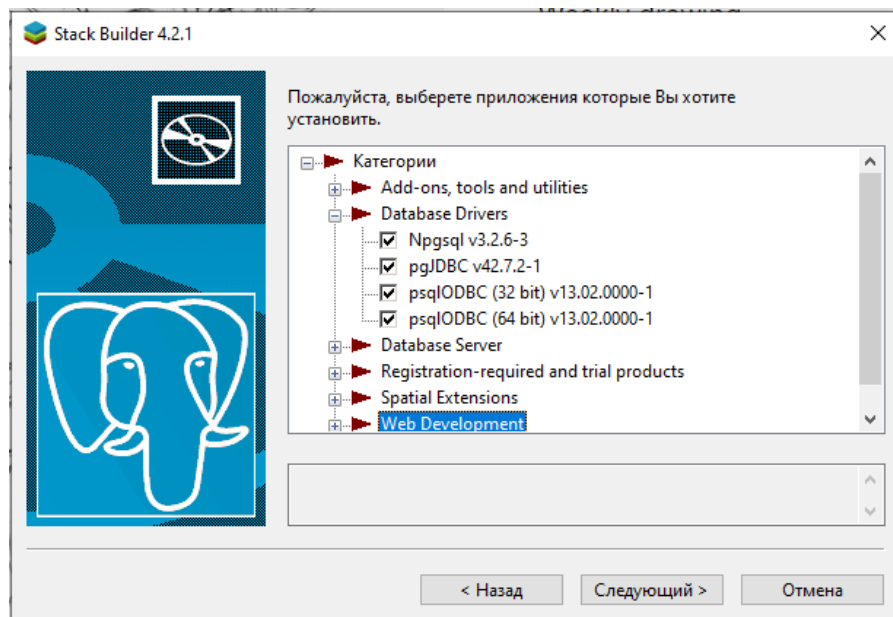 Weekly drawing
Stack Builder 4.2.1
Пожалуйста, выберете приложения которые Вы хотите
установить.
Категории
Add-ons, tools and utilities
Database Drivers
Npgsql v3.2.6-3
pgJDBC v42.7.2-1
psqlODBC (32 bit) v13.02.0000-1
psqlODBC (64 bit) v13.02.0000-1
Database Server
Registration-required and trial products
Spatial Extensions
Web Development
< Назад
Следующий >
Отмена